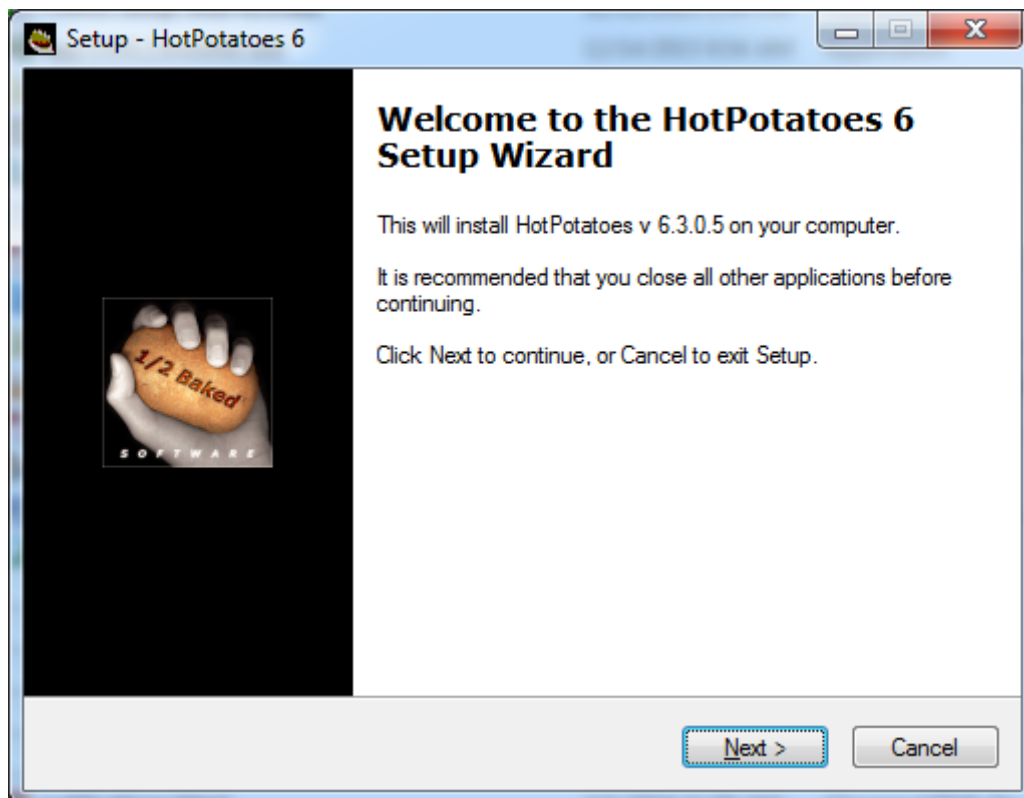 Setup - HotPotatoes 6
Welcome to the HotPotatoes 6
Setup Wizard
This will install HotPotatoes v 6.3.0.5 on your computer.
It is recommended that you close all other applications before
continuing.
Click Next to continue, or Cancel to exit Setup.
1/2 Baked
SOFTWARE
Next >
Cancel